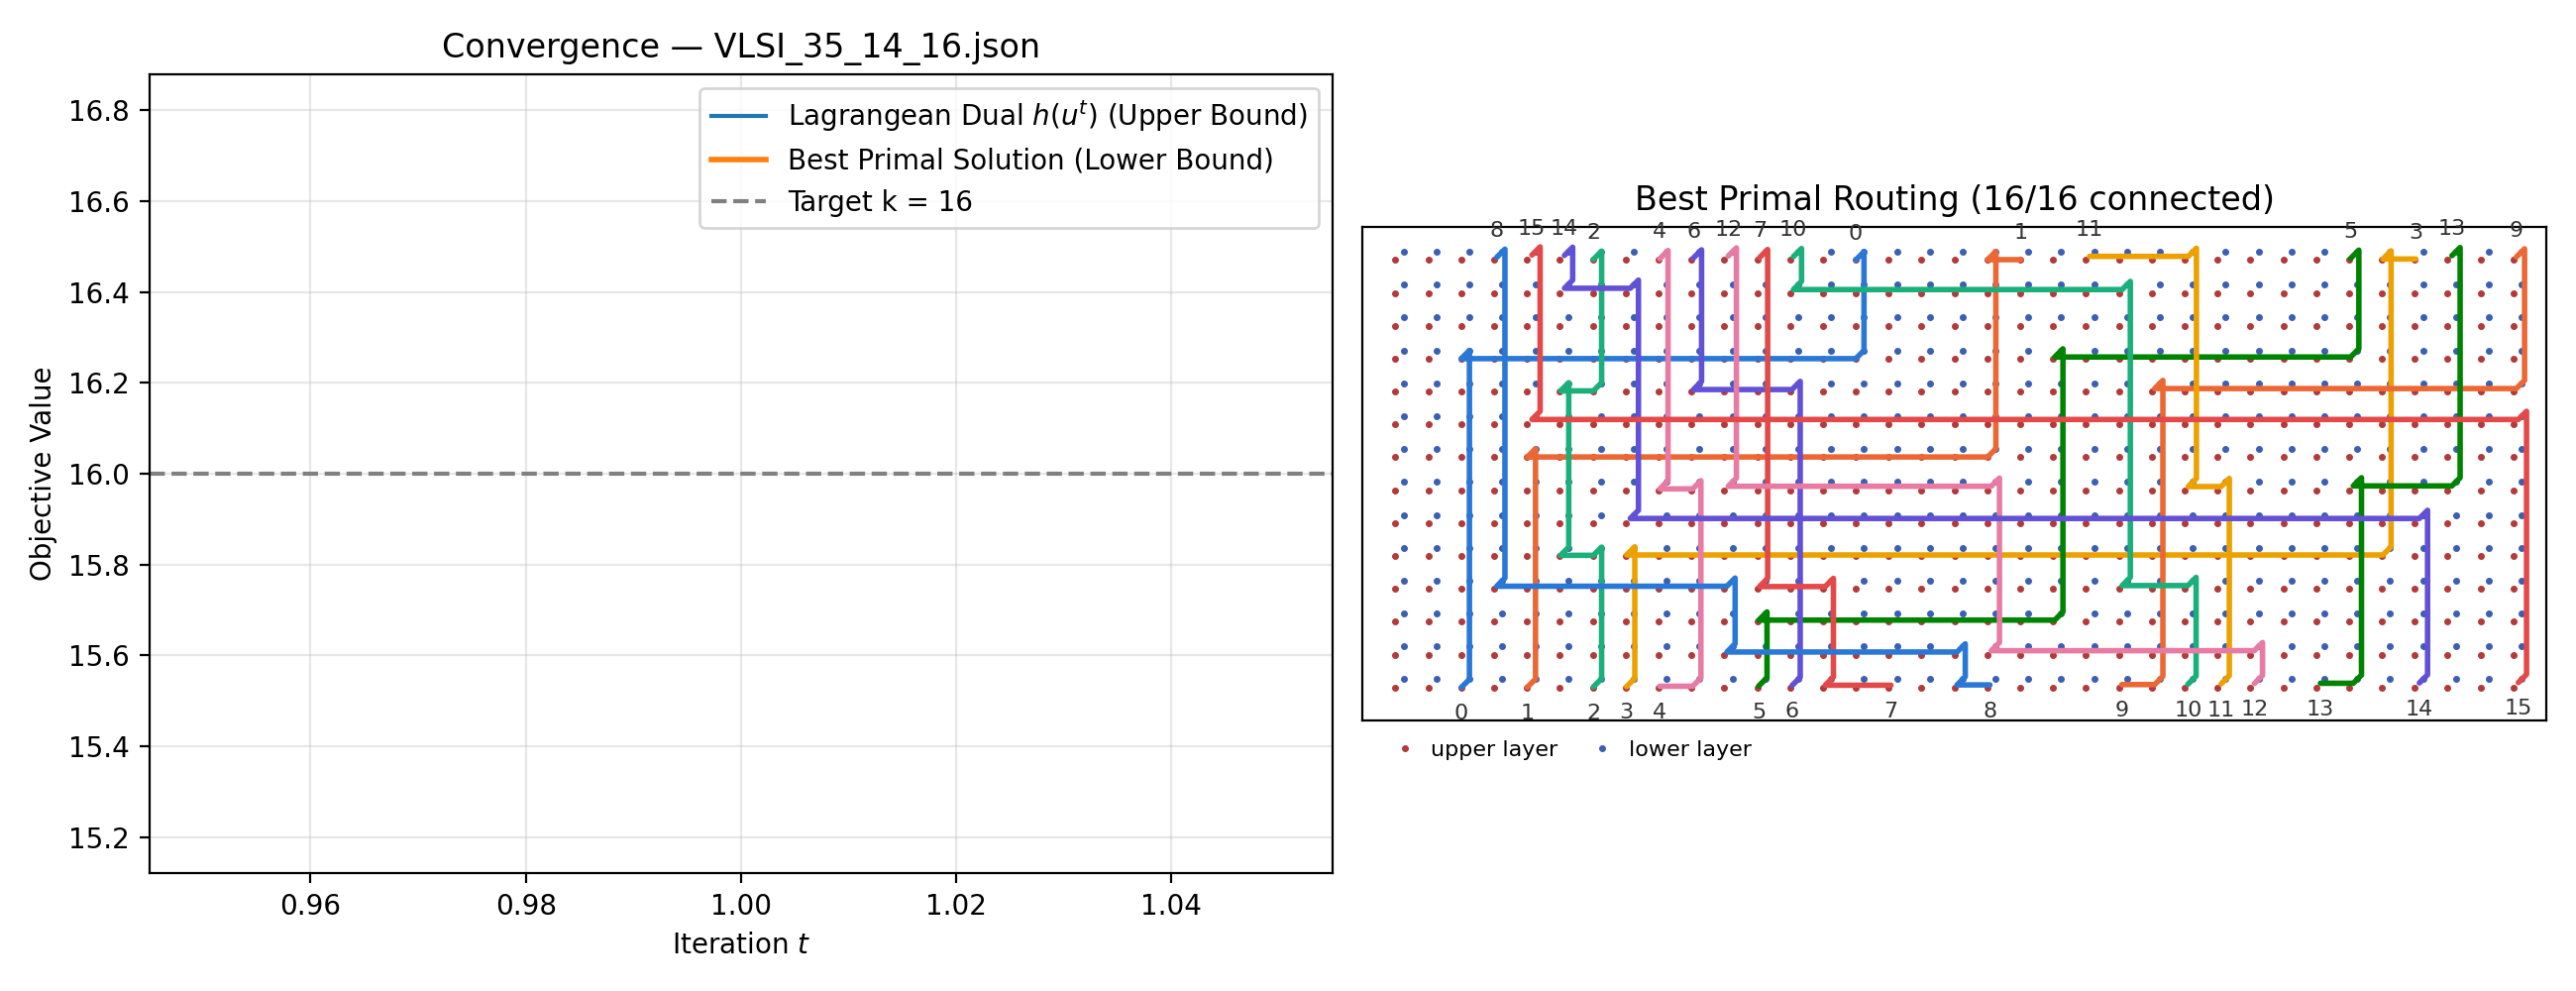 Convergence — VLSI_35_14_16.json
Objective Value
16.8
16.6
16.4
16.2
16.0
15.8
15.6
15.4
15.2
Lagrangean Dual h(u^t) (Upper Bound)
Best Primal Solution (Lower Bound)
Target k = 16
0.96 0.98 1.00 1.02 1.04
Iteration t
Best Primal Routing (16/16 connected)
8 15 14 2 4 6 12 7 10 0 1 11 5 3 13 9
0 1 2 3 4 5 6 7 8 9 10 11 12 13 14 15
upper layer lower layer